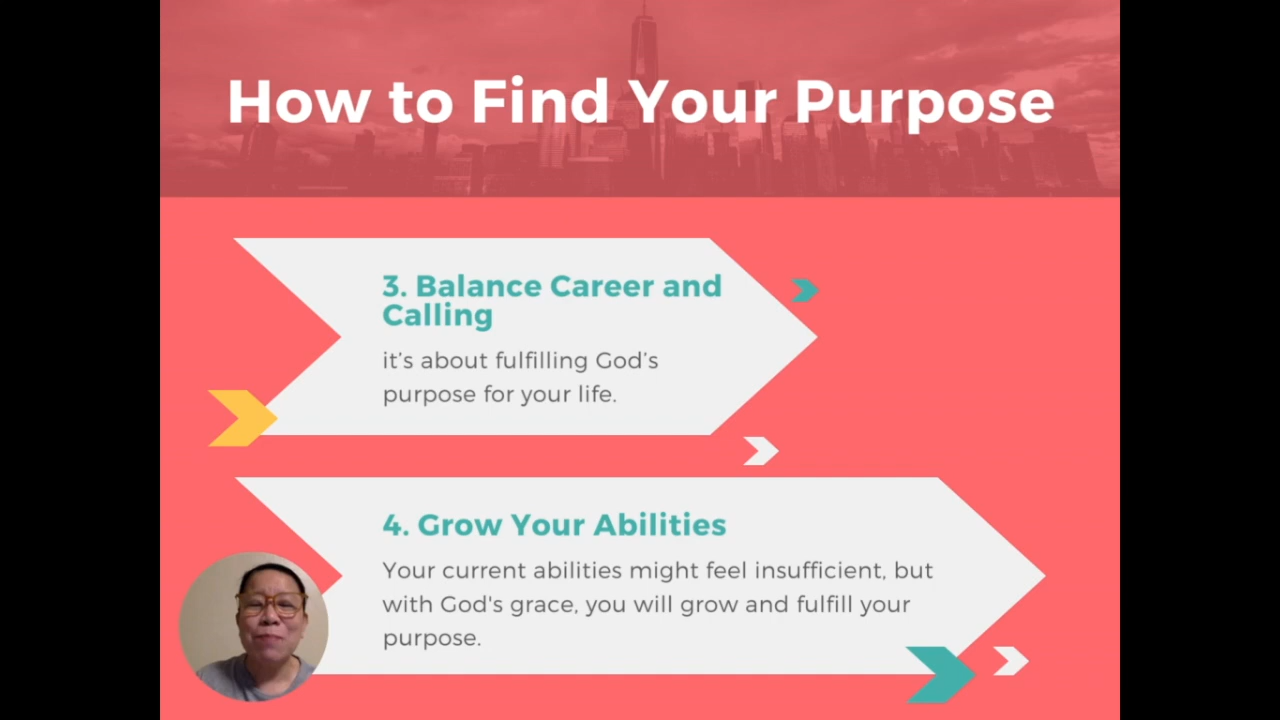 How to Find Your Purpose
3. Balance Career and
Calling
it's about fulfilling God's
purpose for your life.
4. Grow Your Abilities
Your current abilities might feel insufficient, but
with God's grace, you will grow and fulfill your
purpose.